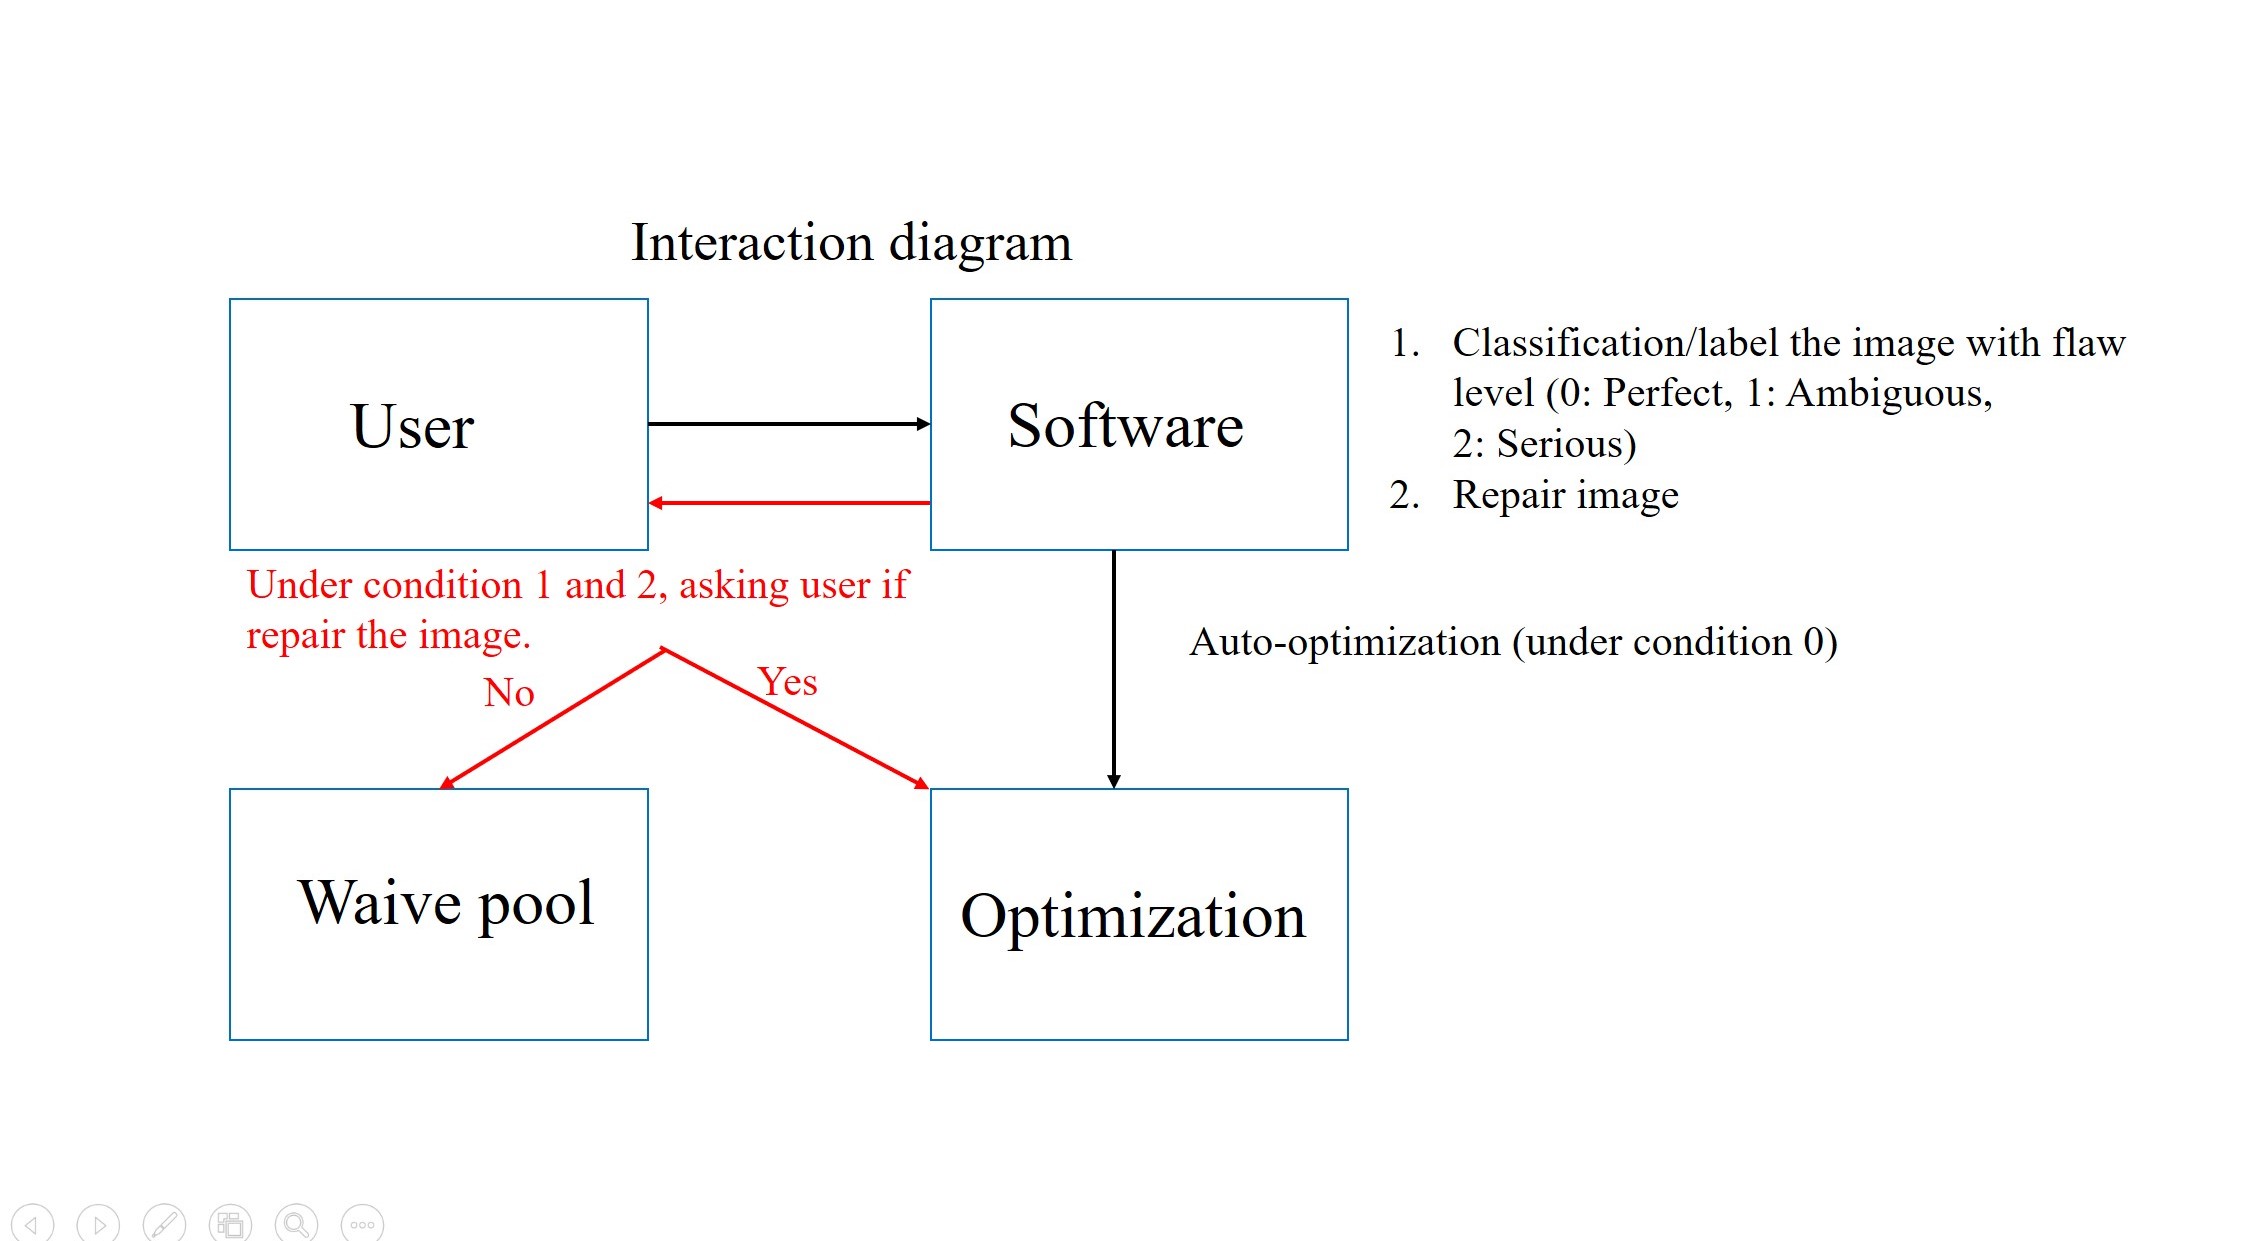 Interaction diagram
User
Software
1. Classification/label the image with flaw
level (0: Perfect, 1: Ambiguous,
2: Serious)
2. Repair image
Under condition 1 and 2, asking user if
repair the image.
No
Yes
Auto-optimization (under condition 0)
Waive pool
Optimization